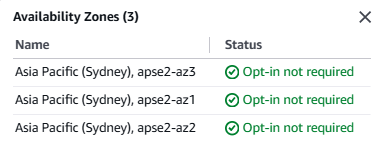 Availability Zones (3)
Name Status
Asia Pacific (Sydney), apse2-az3 Opt-in not required
Asia Pacific (Sydney), apse2-az1 Opt-in not required
Asia Pacific (Sydney), apse2-az2 Opt-in not required